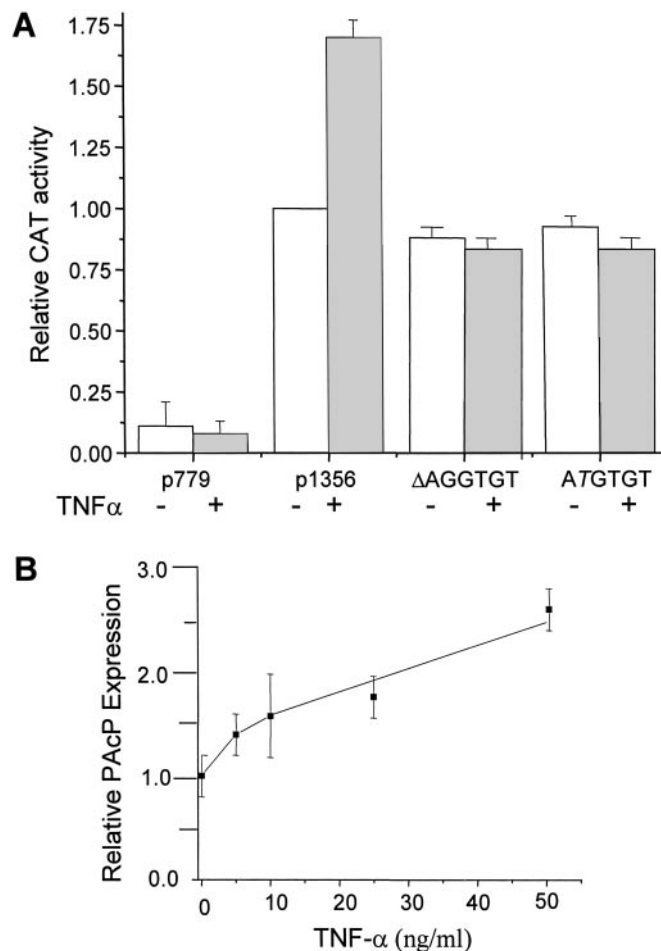 A
Relative CAT activity
1.75
1.50
1.25
1.00
0.75
0.50
0.25
0.00
p779 p1356 ΔAGGTGT ATGTGT
TNFα - + - + - + - +
B
Relative PAcP Expression
3.0
2.0
1.0
0.0
0 10 20 30 40 50
TNF-α (ng/ml)